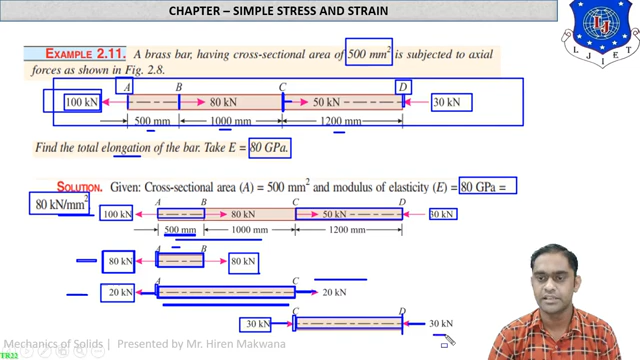 CHAPTER – SIMPLE STRESS AND STRAIN
LJIET
EXAMPLE 2.11. A brass bar, having cross-sectional area of 500 mm² is subjected to axial
forces as shown in Fig. 2.8.
A B C D
100 kN 80 kN 50 kN 30 kN
500 mm 1000 mm 1200 mm
Find the total elongation of the bar. Take E = 80 GPa.
SOLUTION. Given: Cross-sectional area (A) = 500 mm² and modulus of elasticity (E) = 80 GPa =
80 kN/mm²
A B C D
100 kN 80 kN 50 kN 30 kN
500 mm 1000 mm 1200 mm
A B
80 kN 80 kN
A C
20 kN 20 kN
C D
30 kN 30 kN
Mechanics of Solids | Presented by Mr. Hiren Makwana